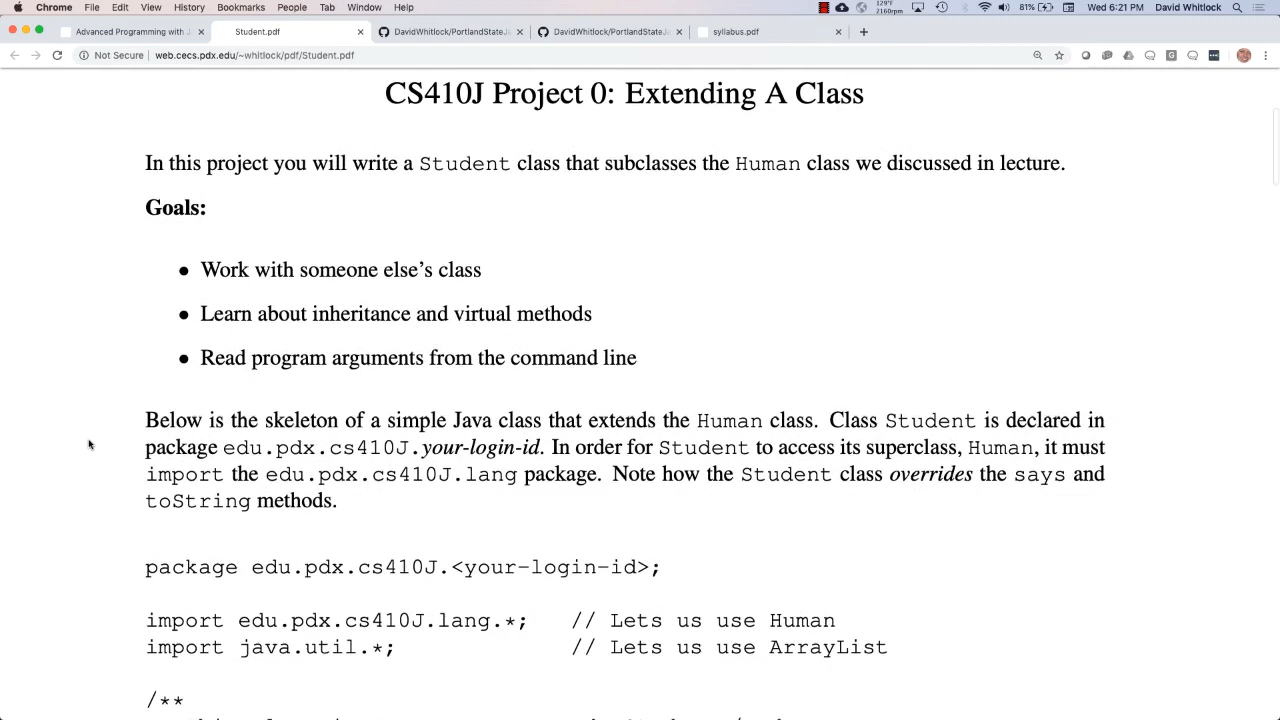 Chrome File Edit View History Bookmarks People Tab Window Help 129°F 2160rpm 81% Wed 6:21 PM David Whitlock
Advanced Programming with J Student.pdf DavidWhitlock/PortlandStateJa DavidWhitlock/PortlandStateJa syllabus.pdf
Not Secure web.cecs.pdx.edu/~whitlock/pdf/Student.pdf
CS410J Project 0: Extending A Class
In this project you will write a Student class that subclasses the Human class we discussed in lecture.
Goals:
• Work with someone else’s class
• Learn about inheritance and virtual methods
• Read program arguments from the command line
Below is the skeleton of a simple Java class that extends the Human class. Class Student is declared in
package edu.pdx.cs410J.your-login-id. In order for Student to access its superclass, Human, it must
import the edu.pdx.cs410J.lang package. Note how the Student class overrides the says and
toString methods.
package edu.pdx.cs410J.<your-login-id>;
import edu.pdx.cs410J.lang.*; // Lets us use Human
import java.util.*; // Lets us use ArrayList
/**